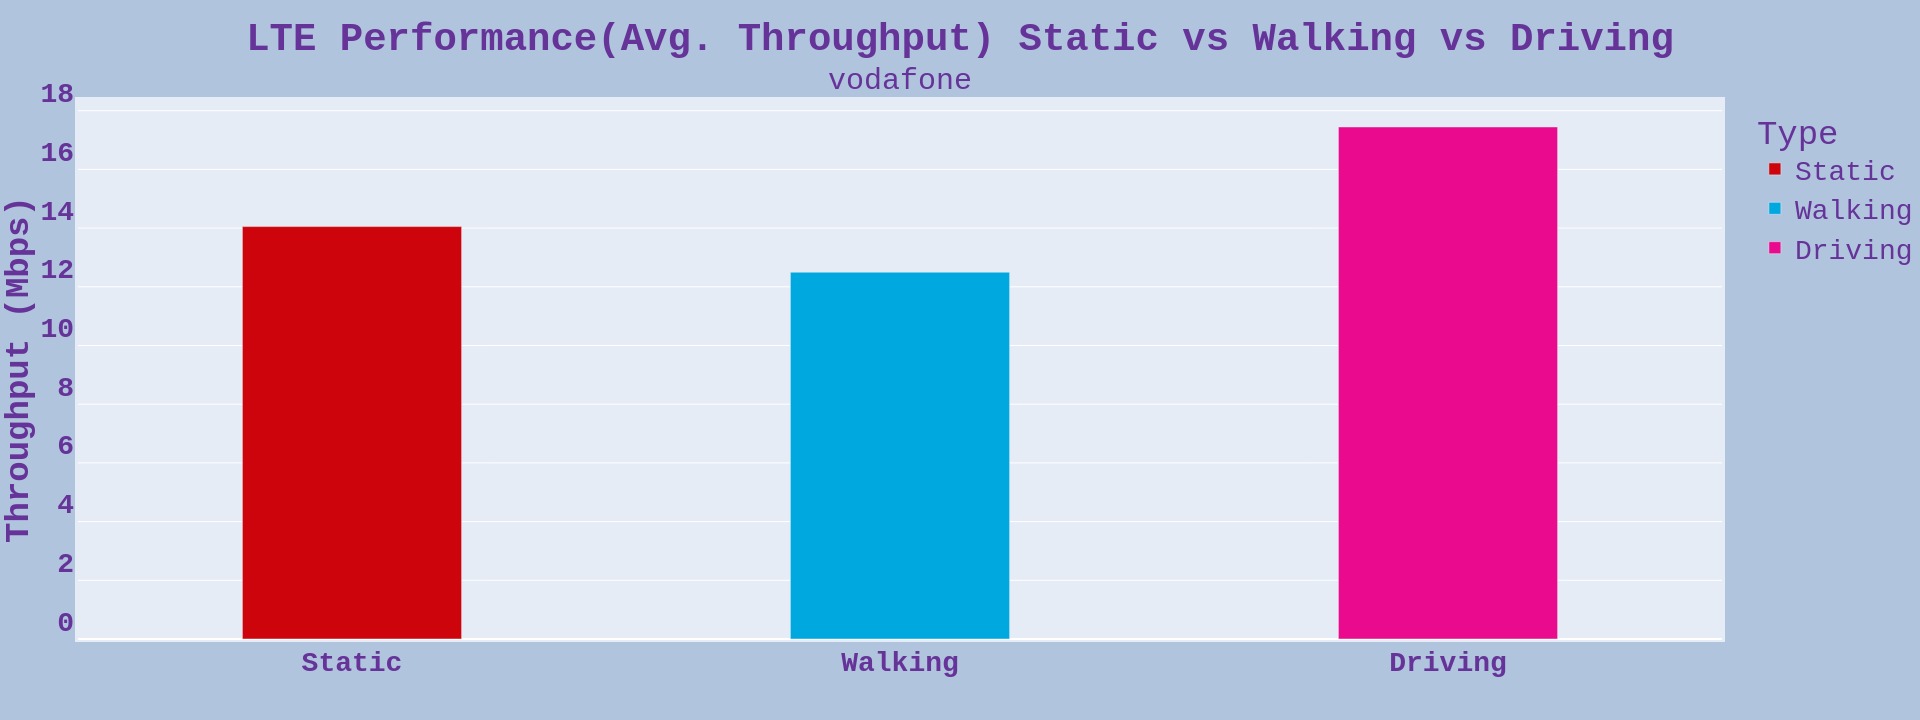 LTE Performance(Avg. Throughput) Static vs Walking vs Driving
vodafone
Throughput (Mbps)
18
16
14
12
10
8
6
4
2
0
Static
Walking
Driving
Type
Static
Walking
Driving